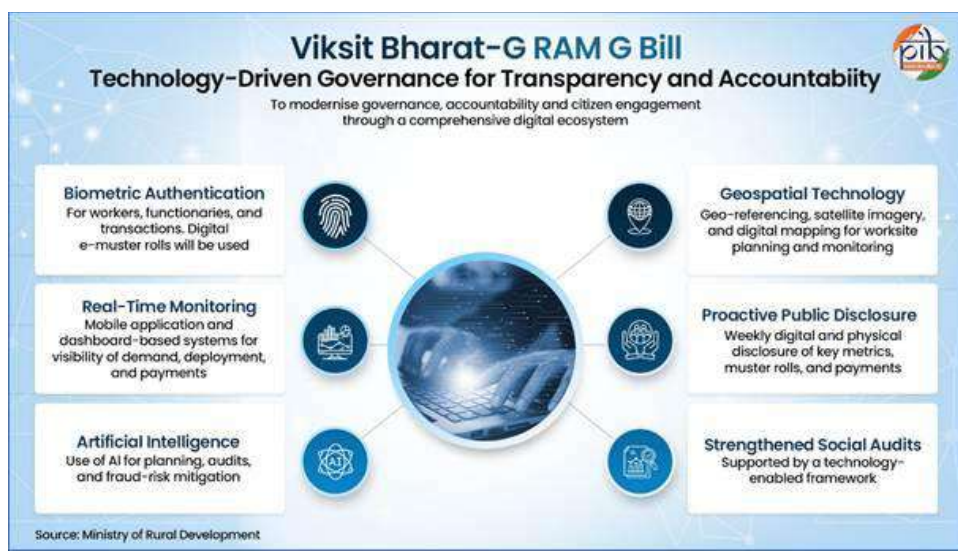 Viksit Bharat-G RAM G Bill
Technology-Driven Governance for Transparency and Accountabiity
To modernise governance, accountability and citizen engagement
through a comprehensive digital ecosystem
pib
Biometric Authentication
For workers, functionaries, and
transactions. Digital
e-muster rolls will be used
Real-Time Monitoring
Mobile application and
dashboard-based systems for
visibility of demand, deployment,
and payments
Artificial Intelligence
Use of AI for planning, audits,
and fraud-risk mitigation
AI
Geospatial Technology
Geo-referencing, satellite imagery,
and digital mapping for worksite
planning and monitoring
Proactive Public Disclosure
Weekly digital and physical
disclosure of key metrics,
muster rolls, and payments
Strengthened Social Audits
Supported by a technology-
enabled framework
Source: Ministry of Rural Development